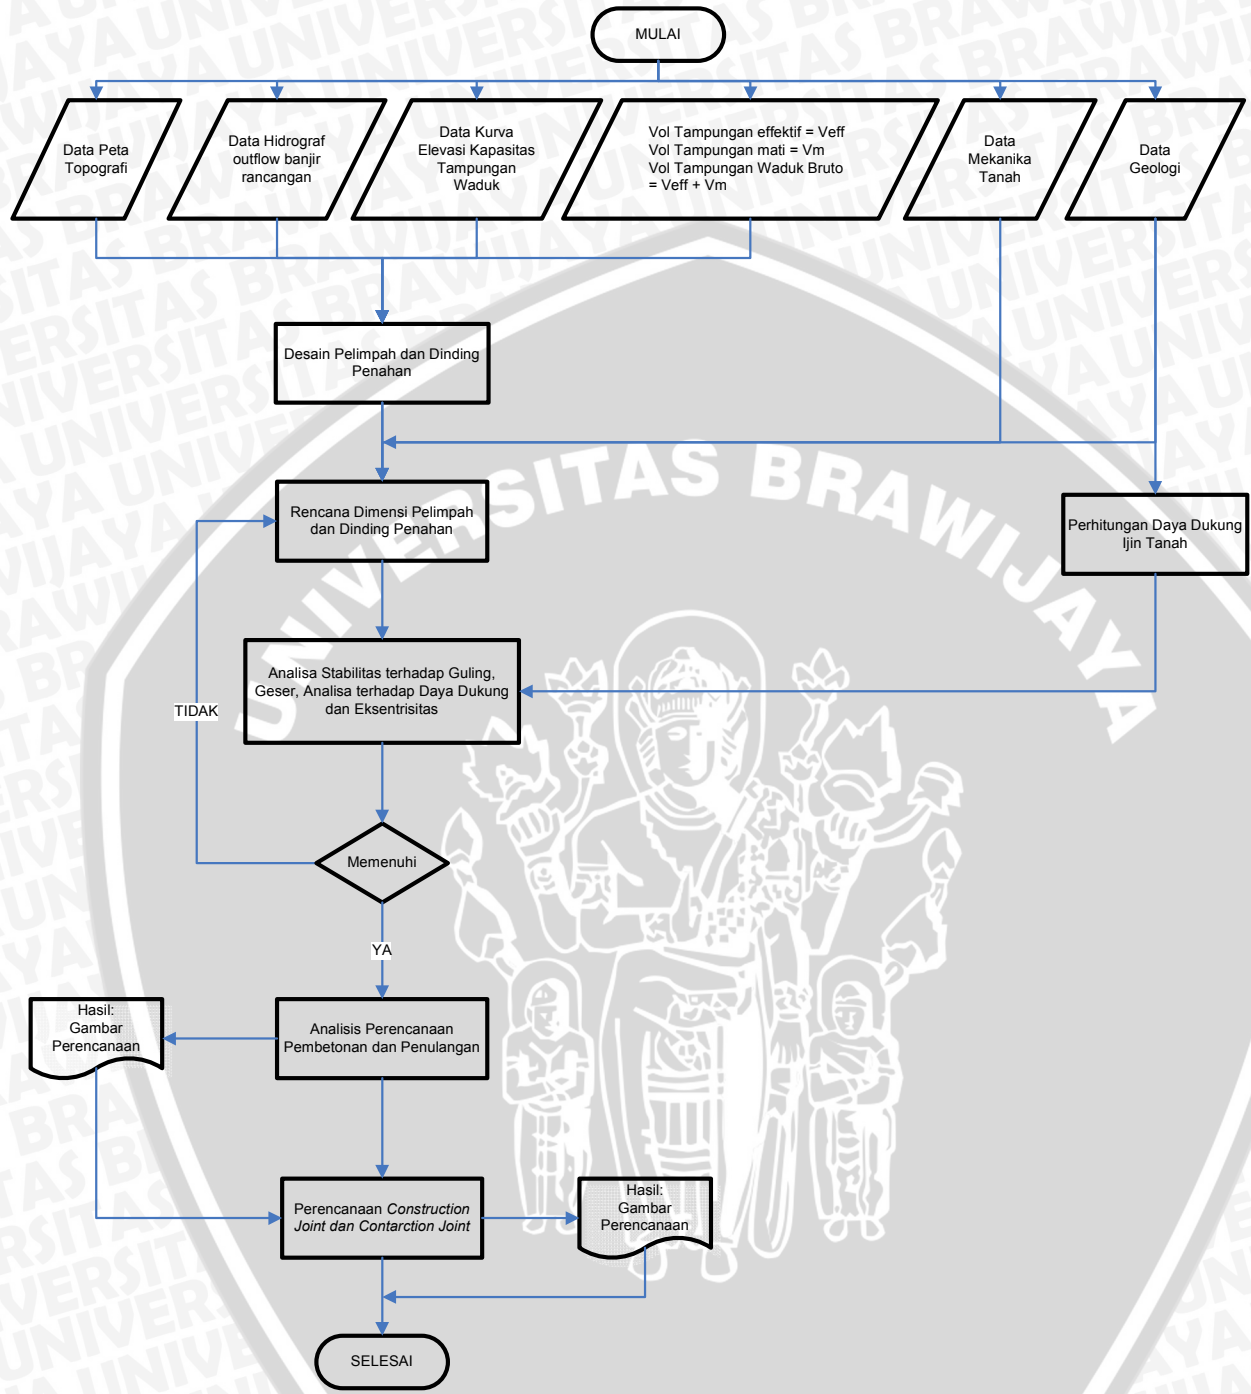 MULAI
Data Peta
Topografi
Data Hidrograf
outflow banjir
rancangan
Data Kurva
Elevasi Kapasitas
Tampungan
Waduk
Vol Tampungan effektif = Veff
Vol Tampungan mati = Vm
Vol Tampungan Waduk Bruto
= Veff + Vm
Data
Mekanika
Tanah
Data
Geologi
Desain Pelimpah dan Dinding
Penahan
UNIVERSITAS BRAWIJAYA
Rencana Dimensi Pelimpah
dan Dinding Penahan
Perhitungan Daya Dukung
Ijin Tanah
Analisa Stabilitas terhadap Guling,
Geser, Analisa terhadap Daya Dukung
dan Eksentrisitas
TIDAK
Memenuhi
YA
Hasil:
Gambar
Perencanaan
Analisis Perencanaan
Pembetonan dan Penulangan
Perencanaan Construction
Joint dan Contarction Joint
Hasil:
Gambar
Perencanaan
SELESAI